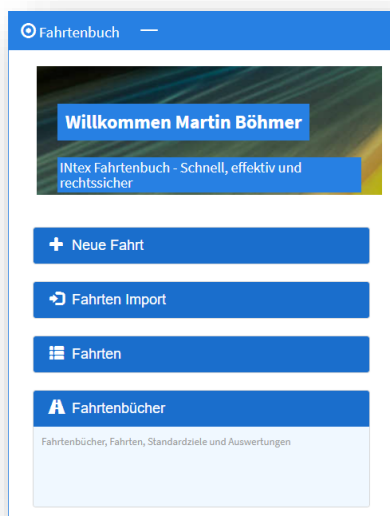 Fahrtenbuch
Willkommen Martin Böhmer
INtex Fahrtenbuch - Schnell, effektiv und
rechtssicher
Neue Fahrt
Fahrten Import
Fahrten
Fahrtenbücher
Fahrtenbücher, Fahrten, Standardziele und Auswertungen